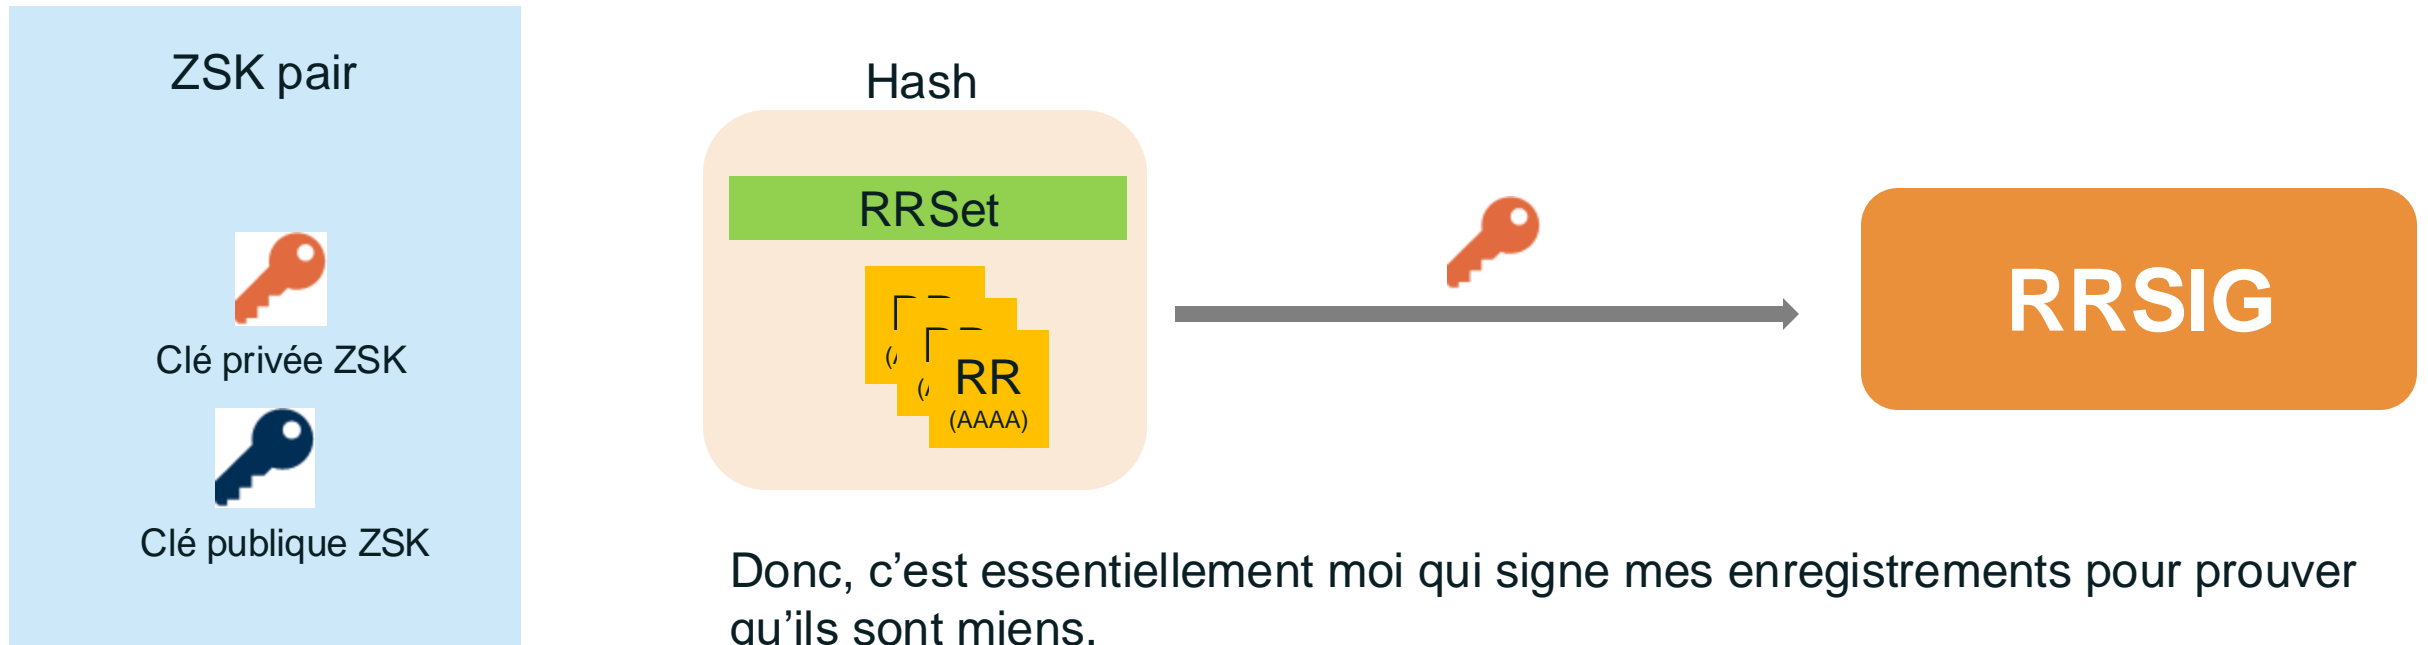 ZSK pair
Clé privée ZSK
Clé publique ZSK
Hash
RRSet
RR
(AAAA)
RRSIG
Donc, c’est essentiellement moi qui signe mes enregistrements pour prouver
qu’ils sont miens.